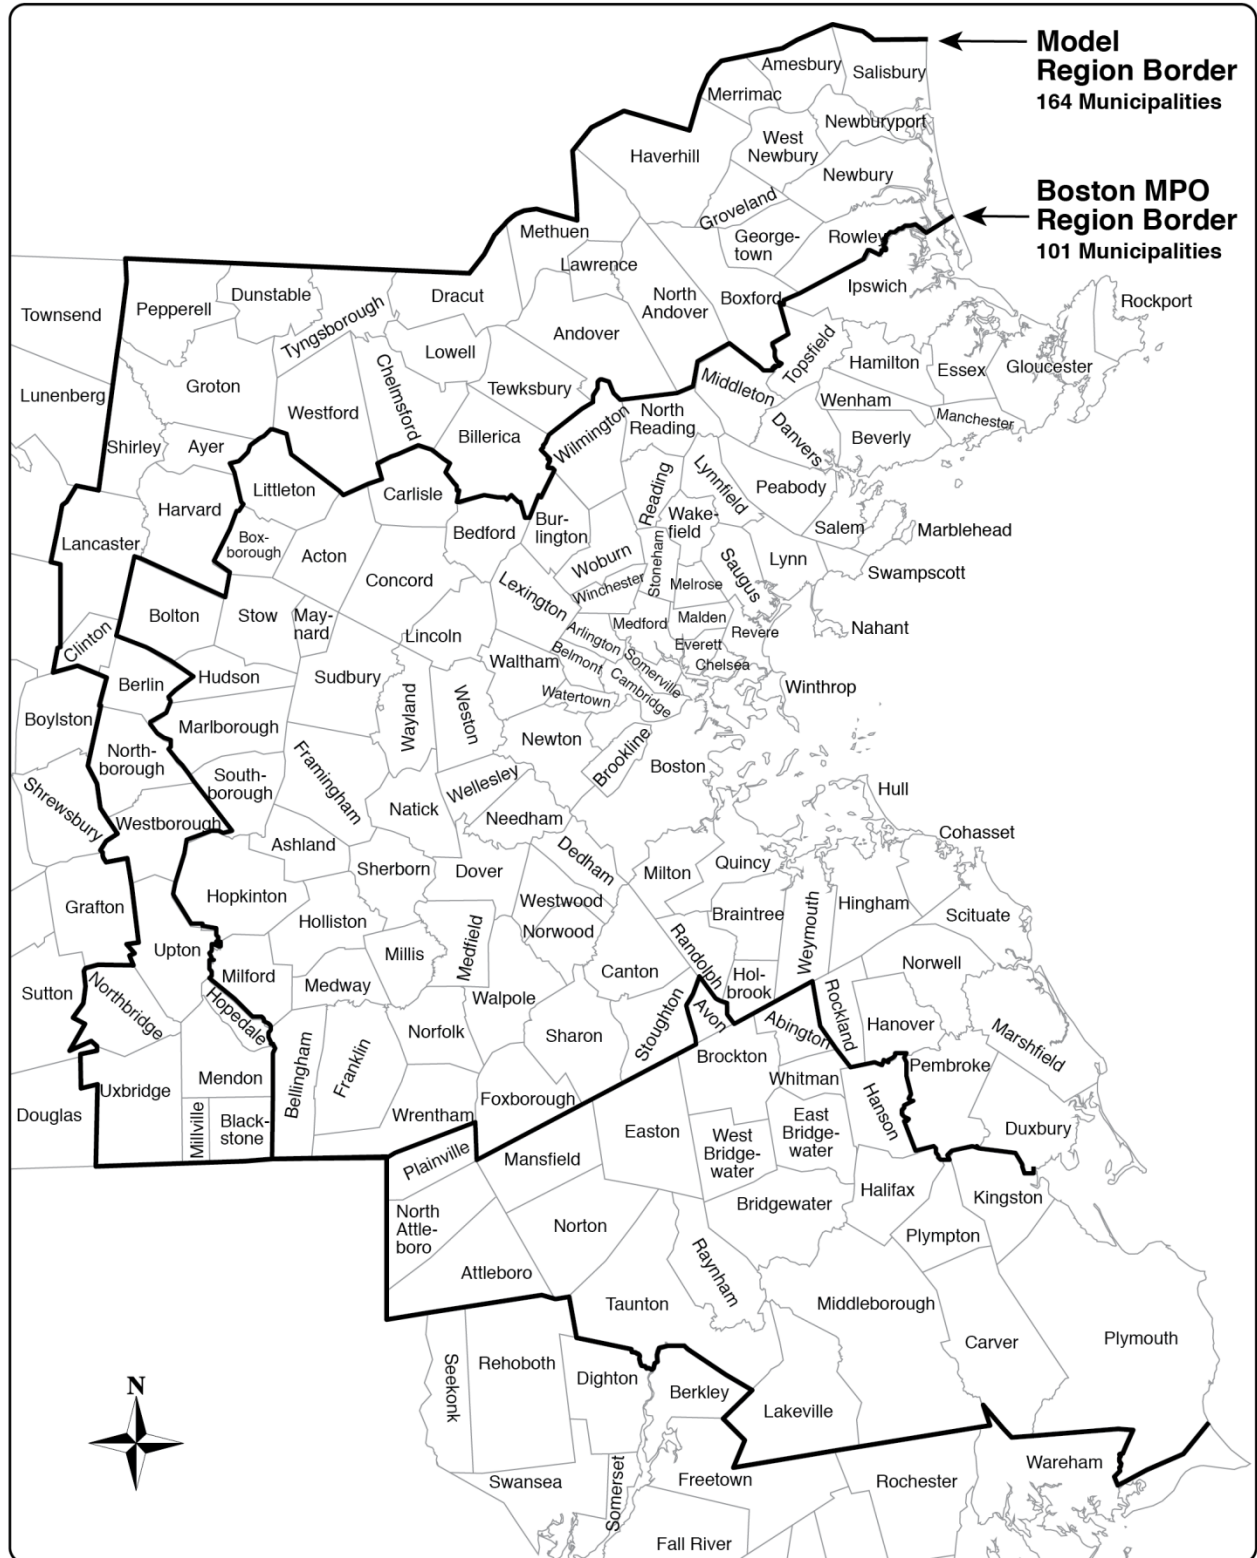 Model
Region Border
164 Municipalities
Boston MPO
Region Border
101 Municipalities
Amesbury
Salisbury
Merrimac
Newburyport
West
Newbury
Haverhill
Newbury
Groveland
Methuen
George-
town
Rowley
Lawrence
Ipswich
Dunstable
Dracut
North
Andover
Boxford
Rockport
Pepperell
Townsend
Tyngsborough
Andover
Topsfield
Lowell
Hamilton
Essex
Gloucester
Chelmsford
Groton
Tewksbury
Middleton
Lunenberg
Wenham
Westford
North
Reading
Manchester
Wilmington
Billerica
Danvers
Beverly
Shirley
Ayer
Littleton
Carlisle
Reading
Lynnfield
Peabody
Harvard
Wake-
field
Salem
Marblehead
Bedford
Bur-
lington
Lancaster
Box-
borough
Acton
Woburn
Stoneham
Saugus
Lynn
Swampscott
Concord
Winchester
Melrose
Lexington
Bolton
Stow
May-
nard
Medford
Malden
Nahant
Lincoln
Arlington
Revere
Clinton
Everett
Belmont
Somerville
Chelsea
Waltham
Hudson
Sudbury
Berlin
Cambridge
Winthrop
Watertown
Boylston
Marlborough
Wayland
Weston
Newton
North-
borough
Brookline
Boston
South-
borough
Framingham
Wellesley
Hull
Shrewsbury
Natick
Westborough
Needham
Cohasset
Ashland
Dedham
Quincy
Sherborn
Dover
Milton
Hopkinton
Westwood
Grafton
Braintree
Weymouth
Hingham
Scituate
Holliston
Norwood
Medfield
Upton
Millis
Randolph
Norwell
Milford
Canton
Hol-
brook
Sutton
Medway
Walpole
Northbridge
Hopedale
Stoughton
Avon
Rockland
Hanover
Norfolk
Sharon
Abington
Marshfield
Bellingham
Franklin
Brockton
Pembroke
Mendon
Whitman
Uxbridge
Foxborough
Hanson
Douglas
Millville
Black-
stone
Wrentham
East
Bridge-
water
Easton
West
Bridge-
water
Duxbury
Plainville
Mansfield
Halifax
Kingston
Bridgewater
North
Attle-
boro
Norton
Plympton
Raynham
Attleboro
Taunton
Middleborough
Carver
Plymouth
N
Seekonk
Rehoboth
Dighton
Berkley
Lakeville
Wareham
Swansea
Somerset
Freetown
Rochester
Fall River